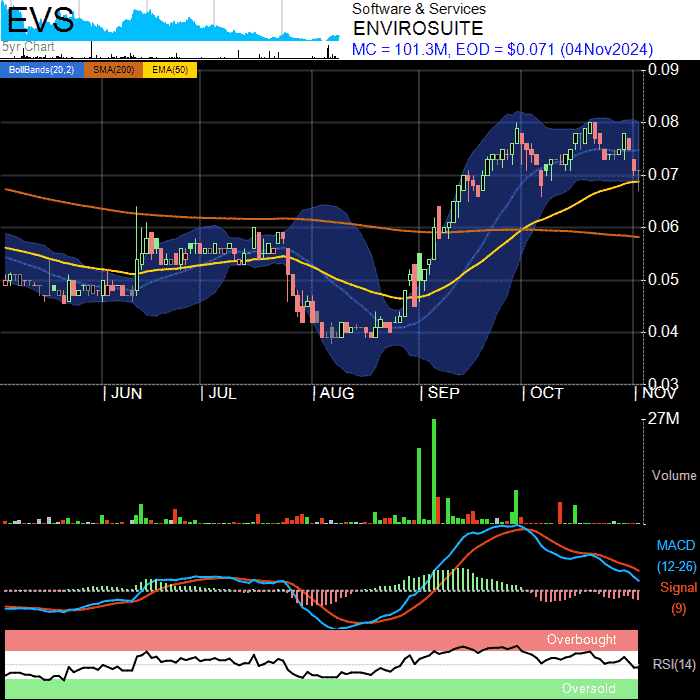 EVS
5yr Chart
Software & Services
ENVIROSUITE
MC = 101.3M, EOD = $0.071 (04Nov2024)
BollBands(20,2) SMA(200) EMA(50)
0.09
0.08
0.07
0.06
0.05
0.04
0.03
JUN JUL AUG SEP OCT NOV
27M
Volume
MACD
(12-26)
Signal
(9)
Overbought
RSI(14)
Oversold